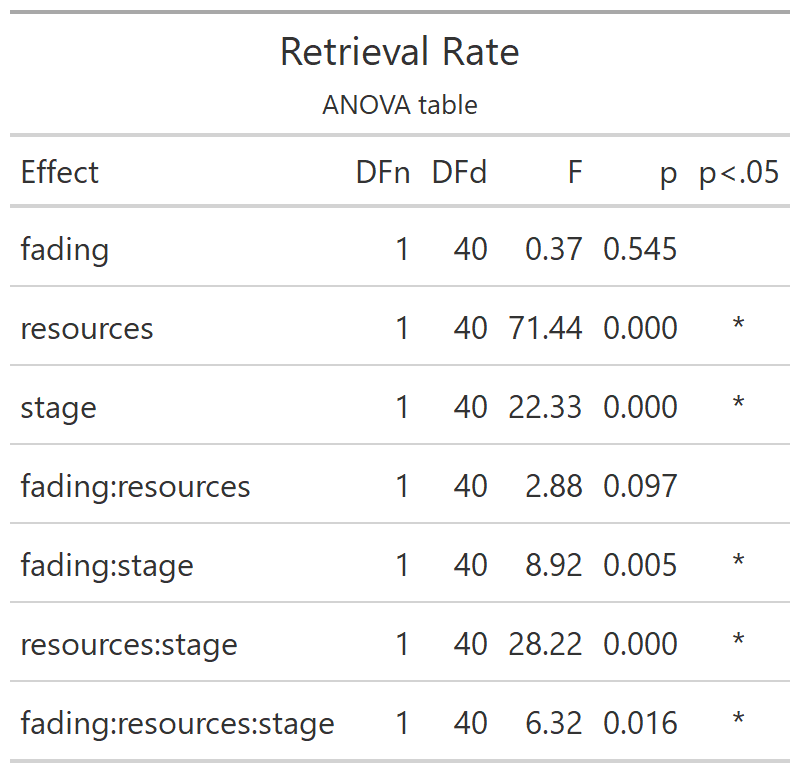 Retrieval Rate
ANOVA table
Effect DFn DFd F p p<.05
fading 1 40 0.37 0.545
resources 1 40 71.44 0.000 *
stage 1 40 22.33 0.000 *
fading:resources 1 40 2.88 0.097
fading:stage 1 40 8.92 0.005 *
resources:stage 1 40 28.22 0.000 *
fading:resources:stage 1 40 6.32 0.016 *